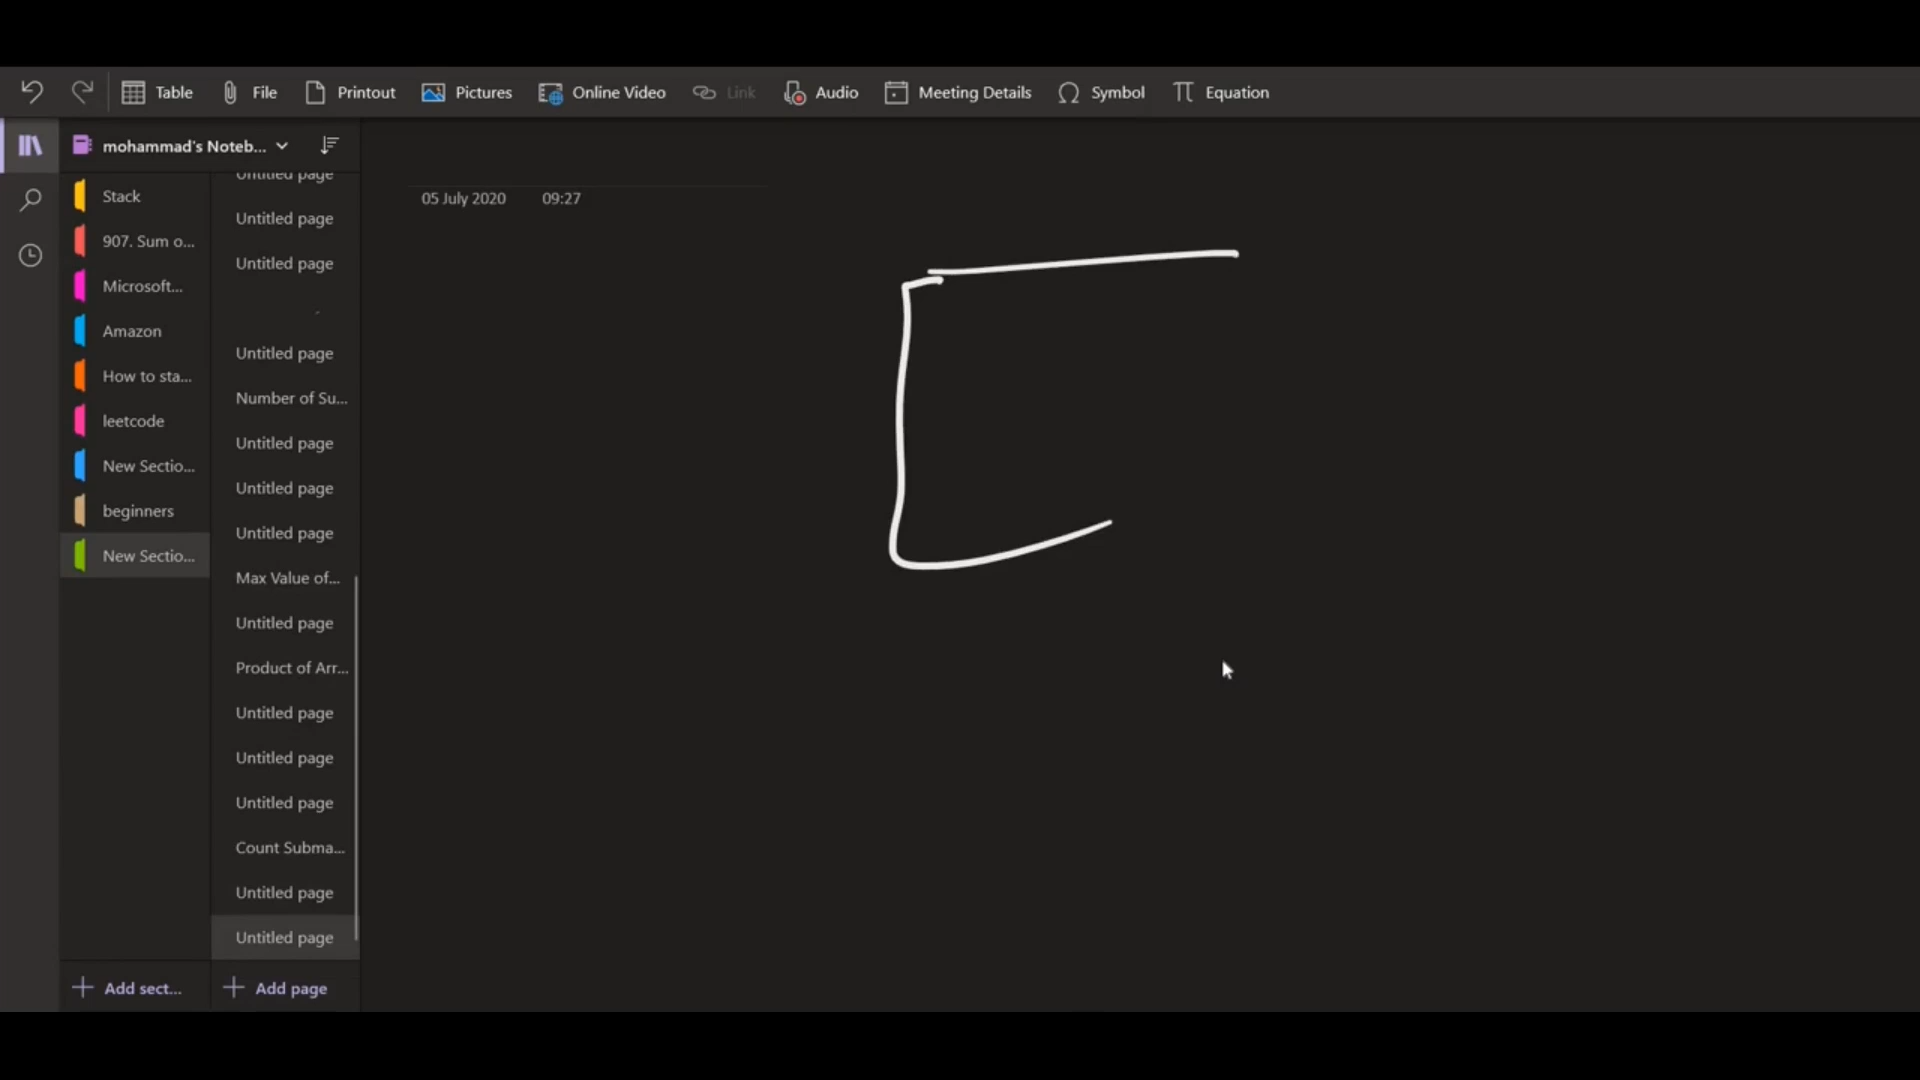 Table File Printout Pictures Online Video Link Audio Meeting Details Symbol Equation
mohammad's Noteb...
Stack
907. Sum o...
Microsoft...
Amazon
How to sta...
leetcode
New Sectio...
beginners
New Sectio...
Add sect...
Untitled page
Untitled page
Untitled page
Untitled page
Number of Su...
Untitled page
Untitled page
Untitled page
Max Value of...
Untitled page
Product of Arr...
Untitled page
Untitled page
Untitled page
Count Subma...
Untitled page
Untitled page
Add page
05 July 2020 09:27